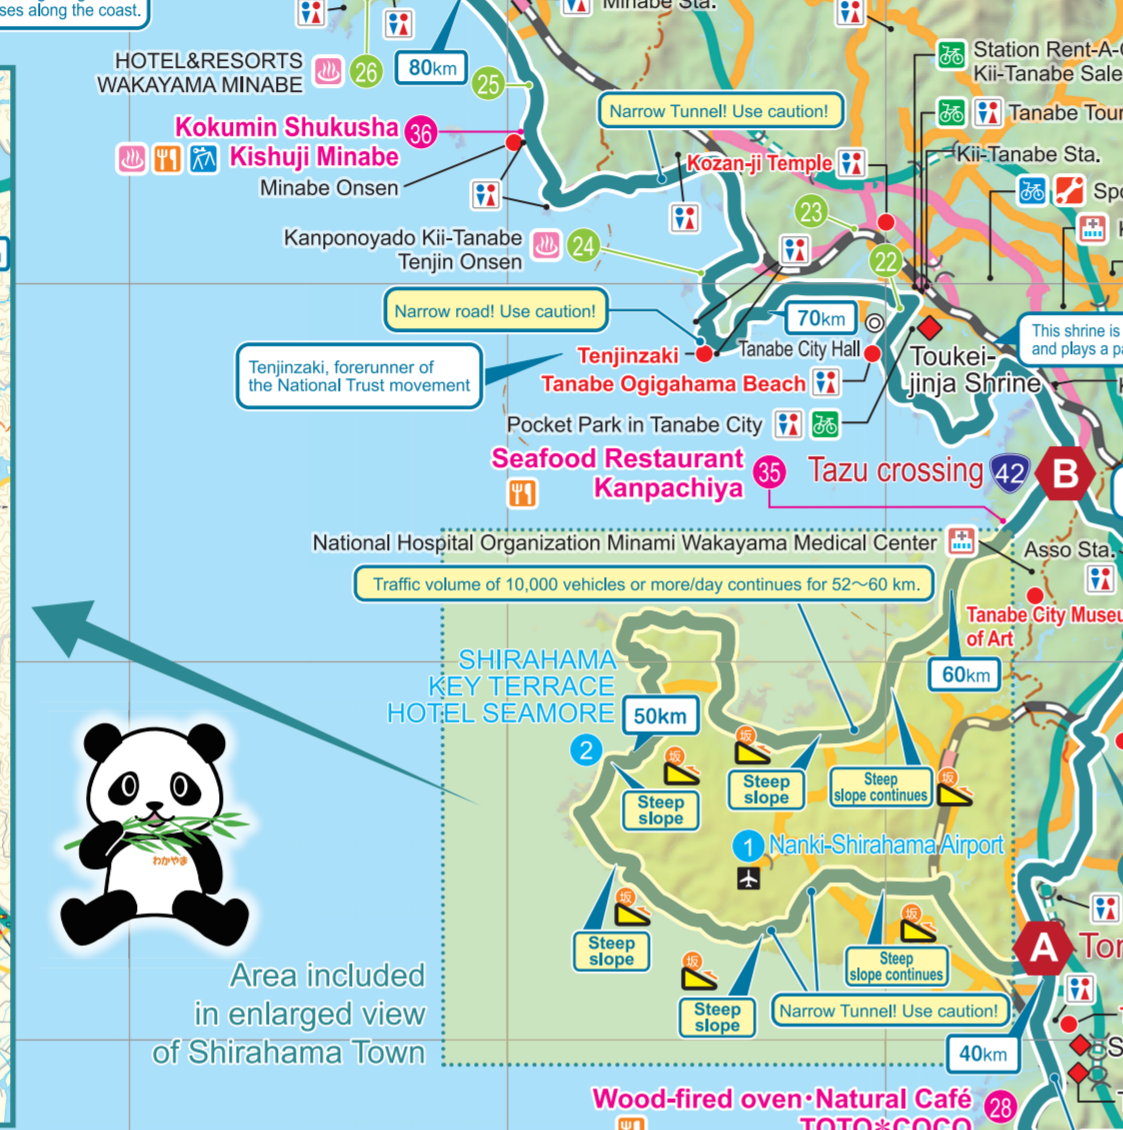 ses along the coast.
Minabe Sta.
HOTEL&RESORTS
WAKAYAMA MINABE
26
80km
25
Station Rent-A-C
Kii-Tanabe Sale
Narrow Tunnel! Use caution!
Tanabe Tour
Kokumin Shukusha
Kishuji Minabe
36
Kozan-ji Temple
Kii-Tanabe Sta.
Minabe Onsen
Spo
23
Kanponoyado Kii-Tanabe
Tenjin Onsen
24
22
Narrow road! Use caution!
70km
This shrine is
and plays a pa
Tenjinzaki, forerunner of
the National Trust movement
Tenjinzaki
Tanabe City Hall
Toukei-
jinja Shrine
Tanabe Ogigahama Beach
Pocket Park in Tanabe City
Seafood Restaurant
Kanpachiya
35
Tazu crossing
42
B
National Hospital Organization Minami Wakayama Medical Center
Asso Sta.
Traffic volume of 10,000 vehicles or more/day continues for 52～60 km.
Tanabe City Museu
of Art
SHIRAHAMA
KEY TERRACE
HOTEL SEAMORE
60km
50km
2
坂
坂
坂
Steep
slope
Steep
slope
Steep
slope continues
1
Nanki-Shirahama Airport
わかやま
坂
坂
坂
Steep
slope
Steep
slope continues
A
Tor
Steep
slope
Narrow Tunnel! Use caution!
Area included
in enlarged view
of Shirahama Town
40km
S
Wood-fired oven･Natural Café
TOTO*COCO
28